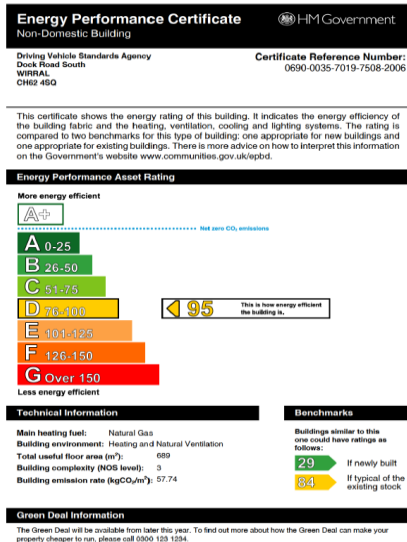 Energy Performance Certificate
Non-Domestic Building
HM Government
Driving Vehicle Standards Agency
Dock Road South
WIRRAL
CH62 4SQ
Certificate Reference Number:
0690-0035-7019-7508-2006
This certificate shows the energy rating of this building. It indicates the energy efficiency of
the building fabric and the heating, ventilation, cooling and lighting systems. The rating is
compared to two benchmarks for this type of building: one appropriate for new buildings and
one appropriate for existing buildings. There is more advice on how to interpret this information
on the Government's website www.communities.gov.uk/epbd.
Energy Performance Asset Rating
More energy efficient
A+
Net zero CO₂ emissions
A 0-25
B 26-50
C 51-75
D 76-100
95
This is how energy efficient
the building is.
E 101-125
F 126-150
G Over 150
Less energy efficient
Technical Information
Main heating fuel: Natural Gas
Building environment: Heating and Natural Ventilation
Total useful floor area (m²): 689
Building complexity (NOS level): 3
Building emission rate (kgCO₂/m²): 57.74
Benchmarks
Buildings similar to this
one could have ratings as
follows:
29 If newly built
84 If typical of the
existing stock
Green Deal Information
The Green Deal will be available from later this year. To find out more about how the Green Deal can make your
property cheaper to run, please call 0300 123 1234.